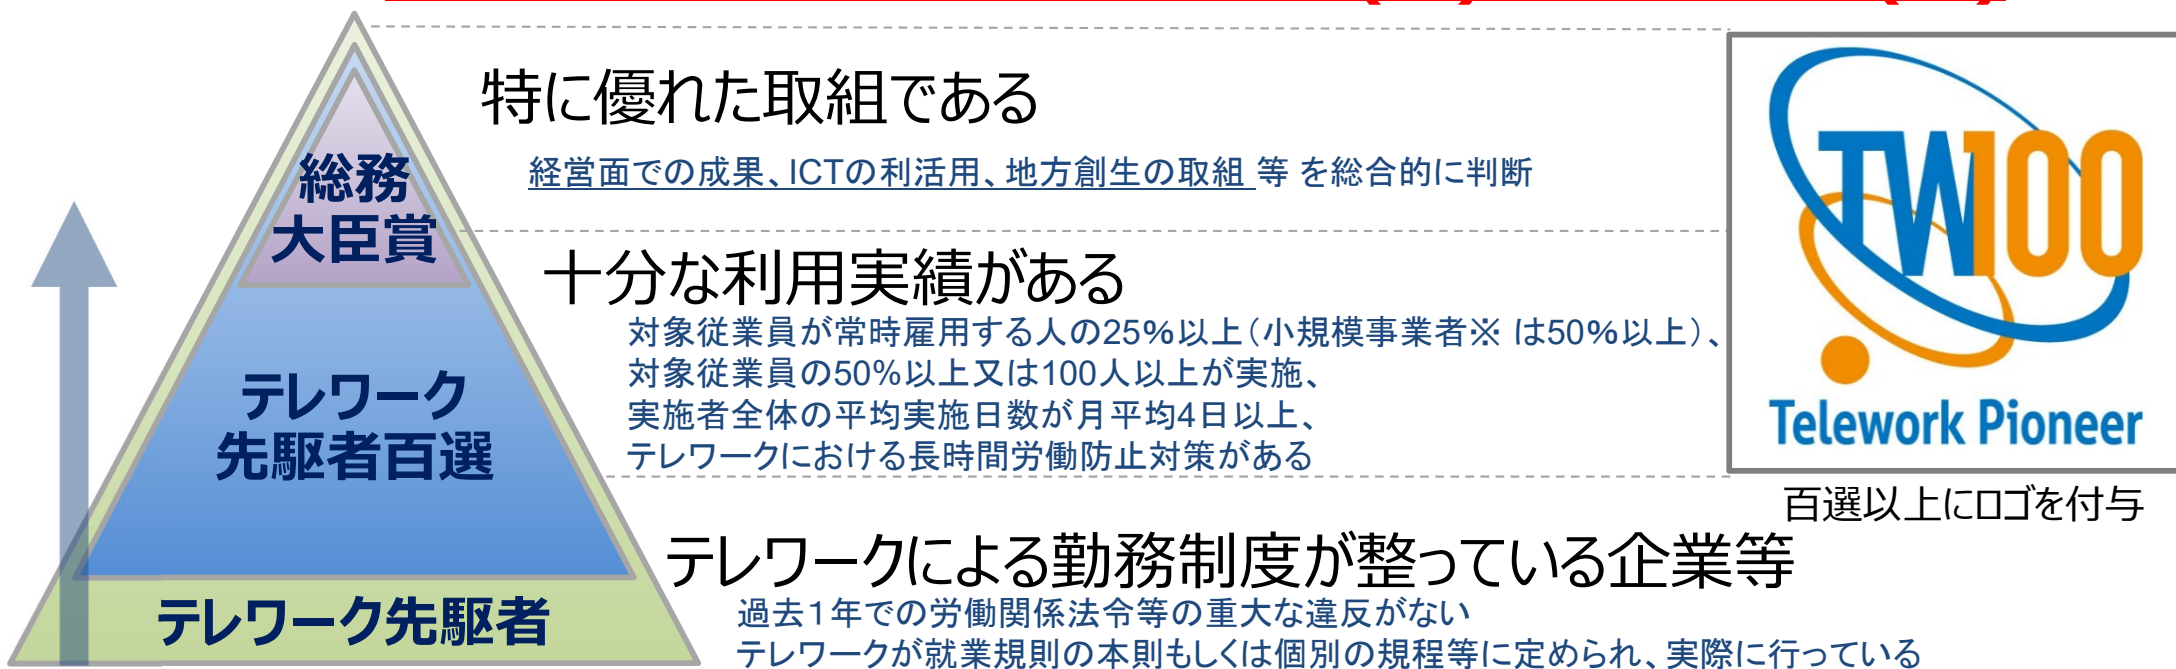 特に優れた取組である
経営面での成果、ICTの利活用、地方創生の取組 等 を総合的に判断
総務
大臣賞
十分な利用実績がある
対象従業員が常時雇用する人の25%以上(小規模事業者※ は50%以上)、
対象従業員の50%以上又は100人以上が実施、
実施者全体の平均実施日数が月平均4日以上、
テレワークにおける長時間労働防止対策がある
テレワーク
先駆者百選
テレワークによる勤務制度が整っている企業等
過去1年での労働関係法令等の重大な違反がない
テレワークが就業規則の本則もしくは個別の規程等に定められ、実際に行っている
テレワーク先駆者
TW100
Telework Pioneer
百選以上にロゴを付与